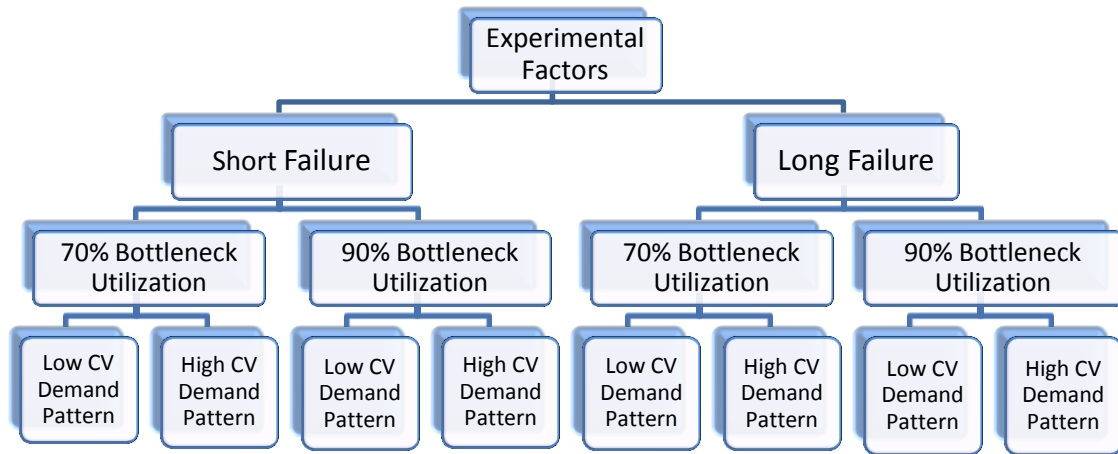 Experimental
Factors
Short Failure
Long Failure
70% Bottleneck
Utilization
90% Bottleneck
Utilization
70% Bottleneck
Utilization
90% Bottleneck
Utilization
Low CV
Demand
Pattern
High CV
Demand
Pattern
Low CV
Demand
Pattern
High CV
Demand
Pattern
Low CV
Demand
Pattern
High CV
Demand
Pattern
Low CV
Demand
Pattern
High CV
Demand
Pattern